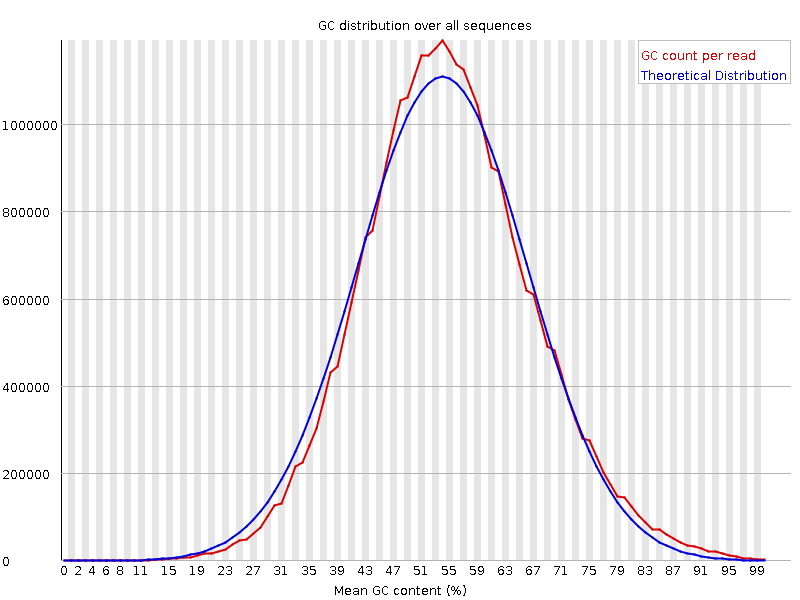 GC distribution over all sequences
GC count per read
Theoretical Distribution
1000000
800000
600000
400000
200000
0
0 2 4 6 8 11 15 19 23 27 31 35 39 43 47 51 55 59 63 67 71 75 79 83 87 91 95 99
Mean GC content (%)